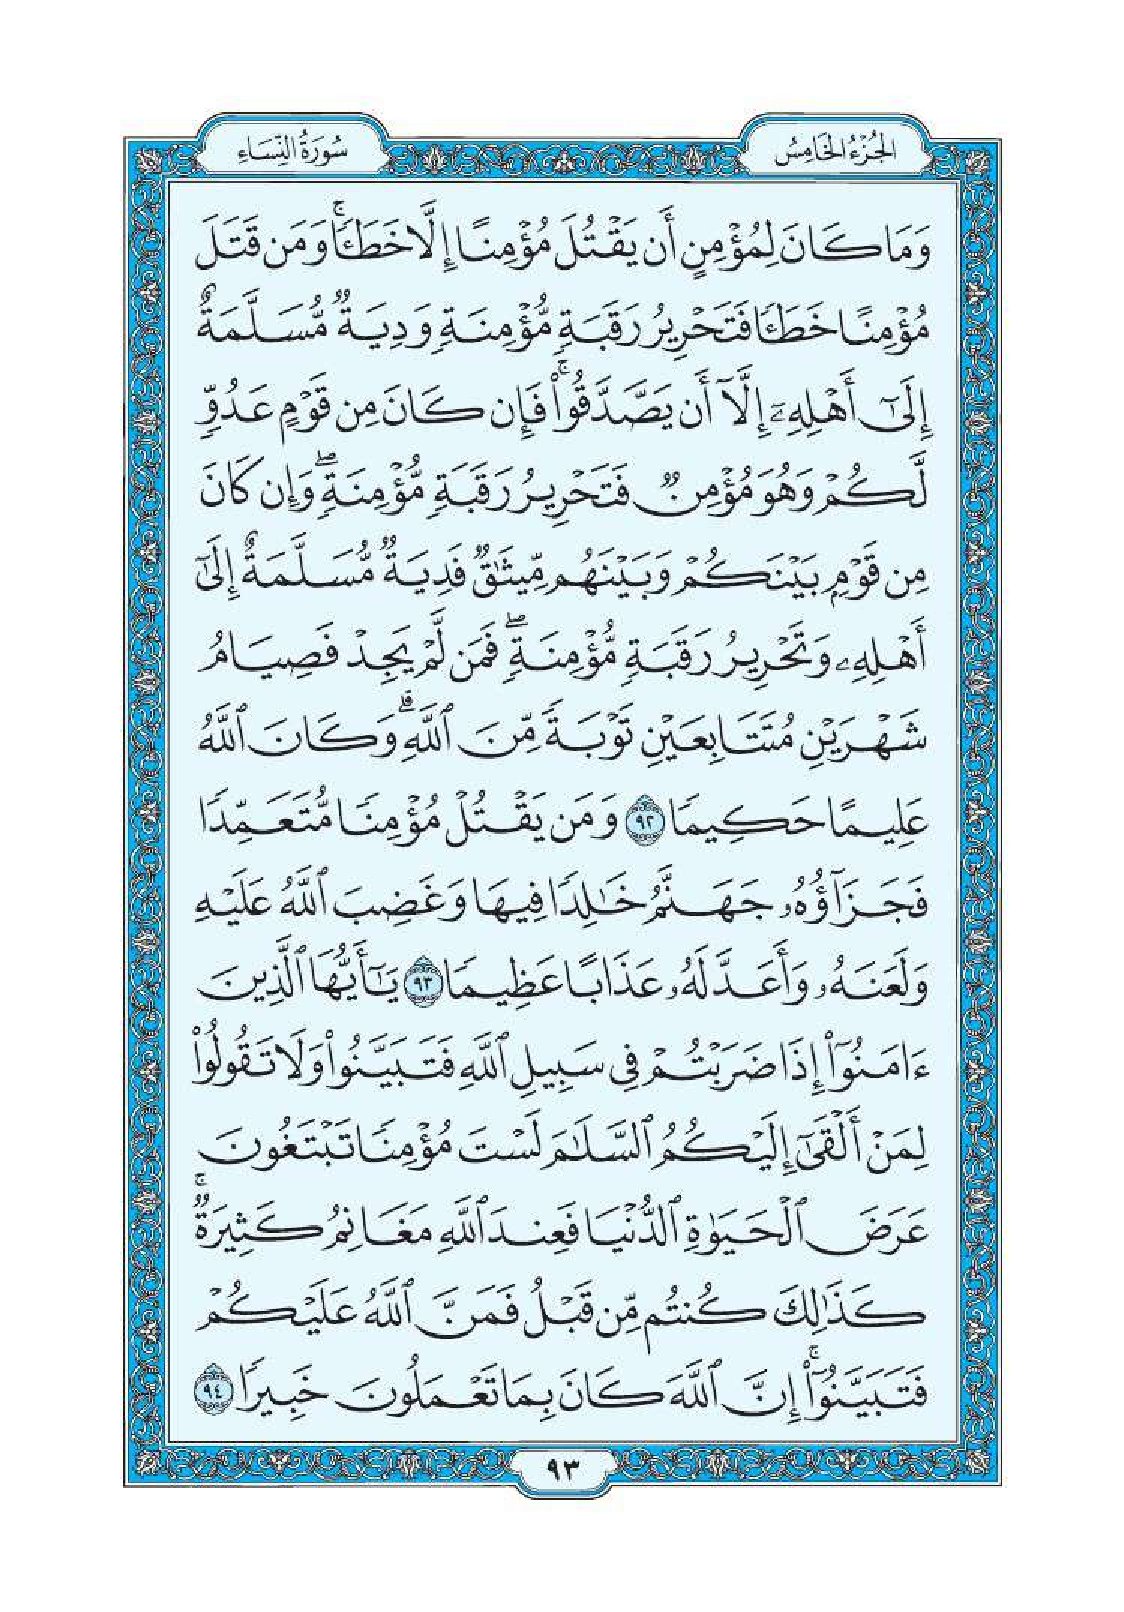 الجُزْءُ الخَامِسُ
سُورَةُ النِّسَاءِ
وَمَا كَانَ لِمُؤْمِنٍ أَن يَقْتُلَ مُؤْمِنًا إِلَّا خَطَـًٔاۚ وَمَن قَتَلَ
مُؤْمِنًا خَطَـًٔا فَتَحْرِيرُ رَقَبَةٍ مُّؤْمِنَةٍ وَدِيَةٌ مُّسَلَّمَةٌ
إِلَىٰٓ أَهْلِهِۦٓ إِلَّآ أَن يَصَّدَّقُوا۟ۚ فَإِن كَانَ مِن قَوْمٍ عَدُوٍّ
لَّكُمْ وَهُوَ مُؤْمِنٌ فَتَحْرِيرُ رَقَبَةٍ مُّؤْمِنَةٍۖ وَإِن كَانَ
مِن قَوْمٍۭ بَيْنَكُمْ وَبَيْنَهُم مِّيثَـٰقٌ فَدِيَةٌ مُّسَلَّمَةٌ إِلَىٰٓ
أَهْلِهِۦ وَتَحْرِيرُ رَقَبَةٍ مُّؤْمِنَةٍۖ فَمَن لَّمْ يَجِدْ فَصِيَامُ
شَهْرَيْنِ مُتَتَابِعَيْنِ تَوْبَةً مِّنَ ٱللَّهِۗ وَكَانَ ٱللَّهُ
عَلِيمًا حَكِيمًا ٩٢ وَمَن يَقْتُلْ مُؤْمِنًا مُّتَعَمِّدًا
فَجَزَآؤُهُۥ جَهَنَّمُ خَـٰلِدًا فِيهَا وَغَضِبَ ٱللَّهُ عَلَيْهِ
وَلَعَنَهُۥ وَأَعَدَّ لَهُۥ عَذَابًا عَظِيمًا ٩٣ يَـٰٓأَيُّهَا ٱلَّذِينَ
ءَامَنُوٓا۟ إِذَا ضَرَبْتُمْ فِى سَبِيلِ ٱللَّهِ فَتَبَيَّنُوا۟ وَلَا تَقُولُوا۟
لِمَنْ أَلْقَىٰٓ إِلَيْكُمُ ٱلسَّلَـٰمَ لَسْتَ مُؤْمِنًا تَبْتَغُونَ
عَرَضَ ٱلْحَيَوٰةِ ٱلدُّنْيَا فَعِندَ ٱللَّهِ مَغَانِمُ كَثِيرَةٌۚ
كَذَٰلِكَ كُنتُم مِّن قَبْلُ فَمَنَّ ٱللَّهُ عَلَيْكُمْ
فَتَبَيَّنُوٓا۟ۚ إِنَّ ٱللَّهَ كَانَ بِمَا تَعْمَلُونَ خَبِيرًا ٩٤
٩٣